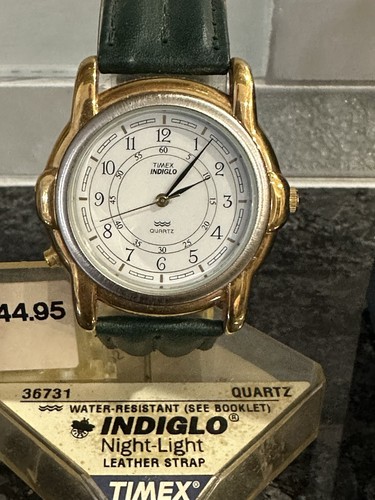 12
11 1
60
55 5
10 TIMEX 2
INDIGLO
50 10
9 3
45 15
8 QUARTZ 4
40 20
35 25
30
7 5
6
44.95
36731 QUARTZ
WATER-RESISTANT (SEE BOOKLET)
INDIGLO®
Night-Light
LEATHER STRAP
TIMEX®